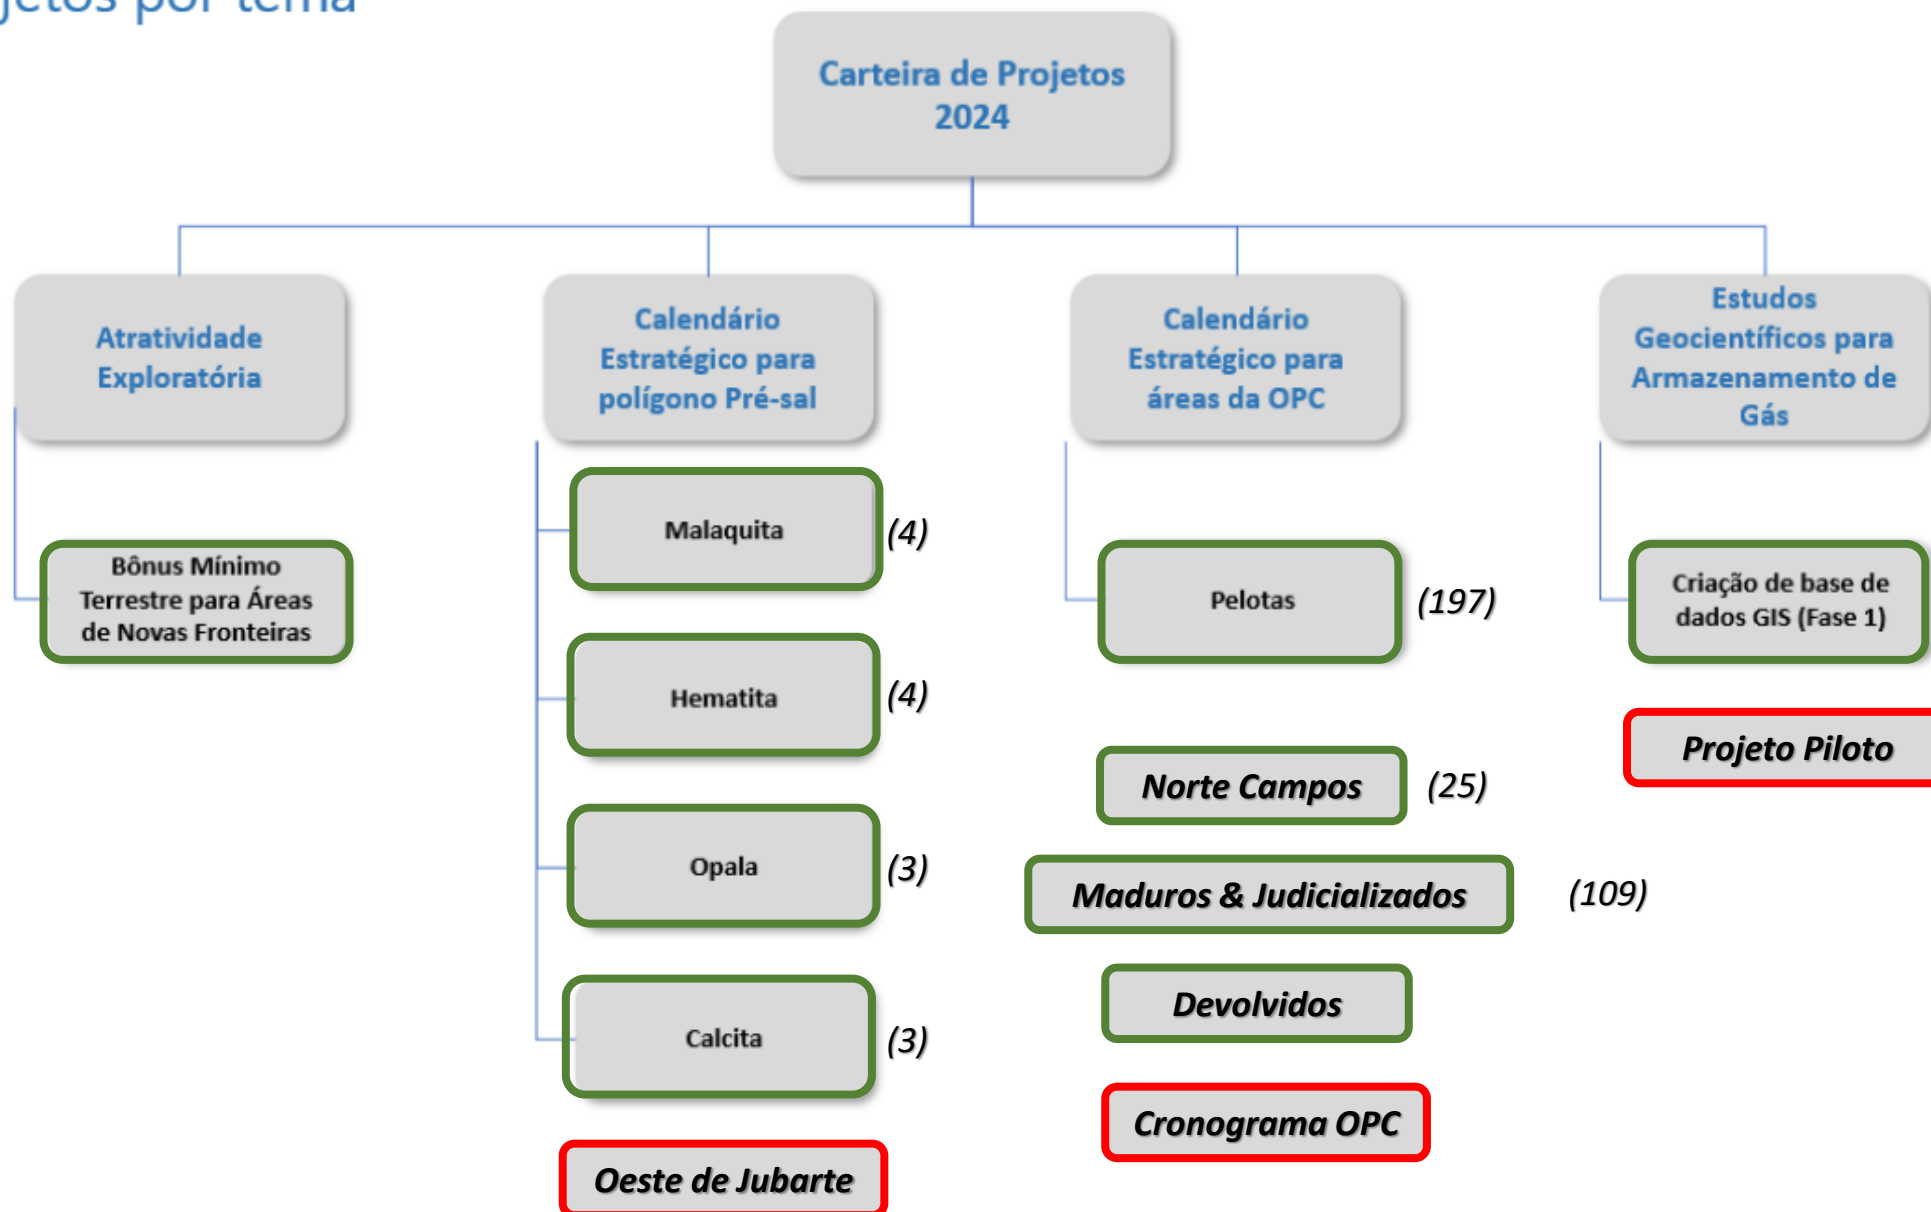 jetos por tema
Carteira de Projetos
2024
Atratividade
Exploratória
Calendário
Estratégico para
polígono Pré-sal
Calendário
Estratégico para
áreas da OPC
Estudos
Geocientíficos para
Armazenamento de
Gás
Bônus Mínimo
Terrestre para Áreas
de Novas Fronteiras
Malaquita
(4)
Hematita
(4)
Opala
(3)
Calcita
(3)
Oeste de Jubarte
Pelotas
(197)
Norte Campos
(25)
Maduros & Judicializados
(109)
Devolvidos
Cronograma OPC
Criação de base de
dados GIS (Fase 1)
Projeto Piloto